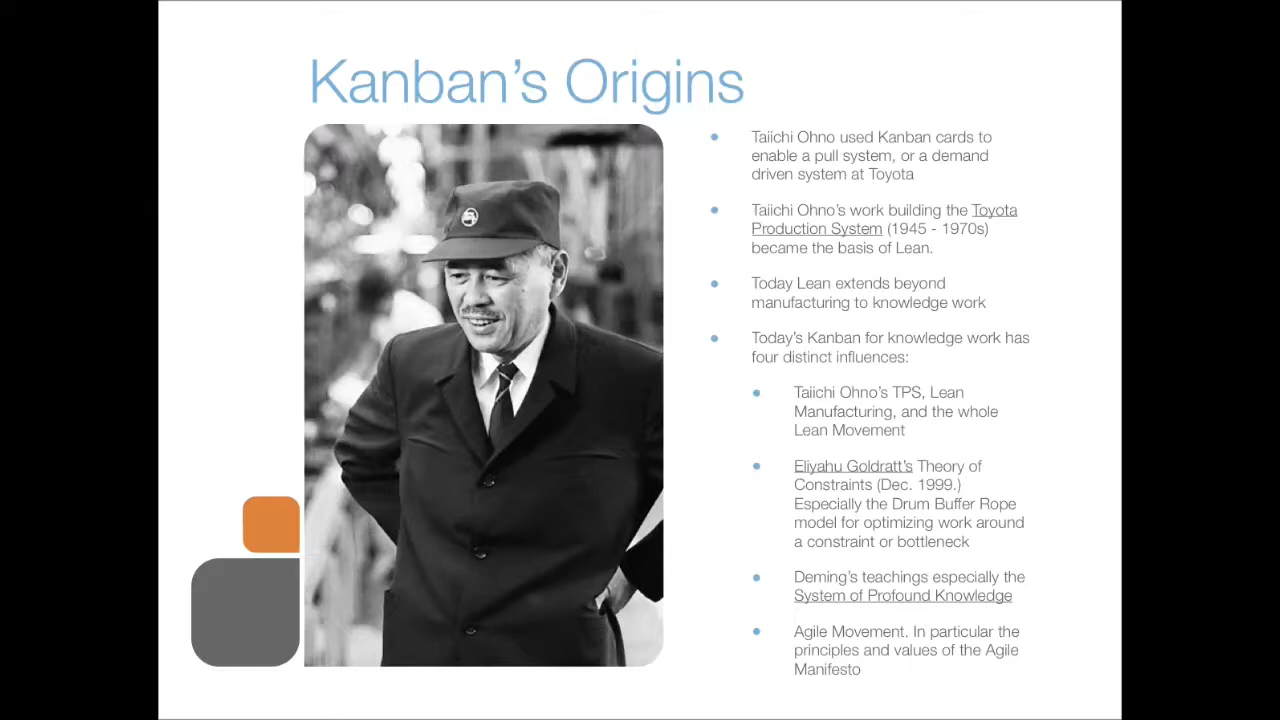 Kanban’s Origins
Taiichi Ohno used Kanban cards to
enable a pull system, or a demand
driven system at Toyota
Taiichi Ohno’s work building the Toyota
Production System (1945 - 1970s)
became the basis of Lean.
Today Lean extends beyond
manufacturing to knowledge work
Today’s Kanban for knowledge work has
four distinct influences:
Taiichi Ohno’s TPS, Lean
Manufacturing, and the whole
Lean Movement
Eliyahu Goldratt’s Theory of
Constraints (Dec. 1999.)
Especially the Drum Buffer Rope
model for optimizing work around
a constraint or bottleneck
Deming’s teachings especially the
System of Profound Knowledge
Agile Movement. In particular the
principles and values of the Agile
Manifesto